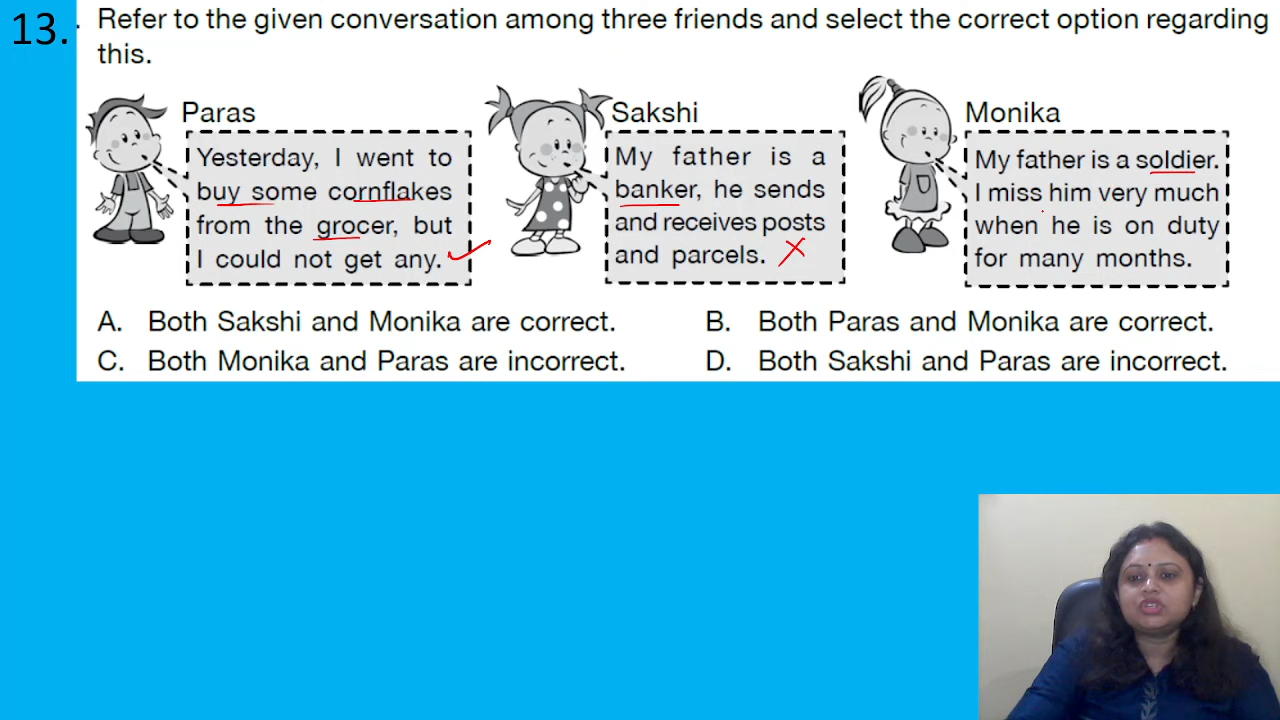 13. . Refer to the given conversation among three friends and select the correct option regarding
this.
Paras
Yesterday, I went to
buy some cornflakes
from the grocer, but
I could not get any.
Sakshi
My father is a
banker, he sends
and receives posts
and parcels.
Monika
My father is a soldier.
I miss him very much
when he is on duty
for many months.
A. Both Sakshi and Monika are correct.
B. Both Paras and Monika are correct.
C. Both Monika and Paras are incorrect.
D. Both Sakshi and Paras are incorrect.